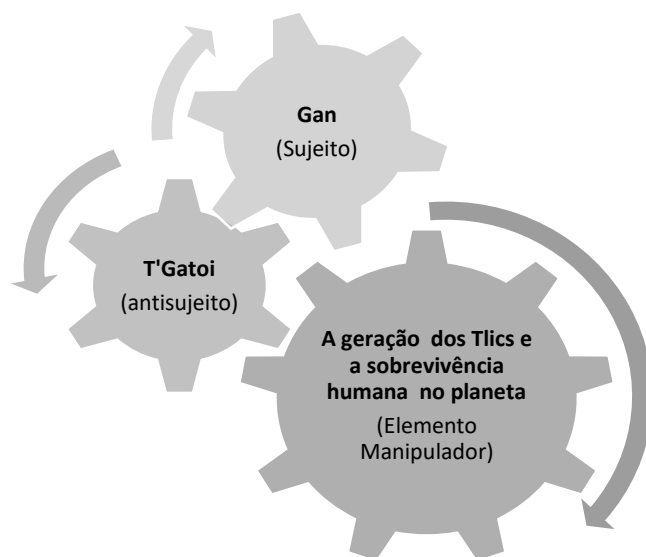 Gan
(Sujeito)
T'Gatoi
(antisujeito)
A geração dos Tlics e
a sobrevivência
humana no planeta
(Elemento
Manipulador)